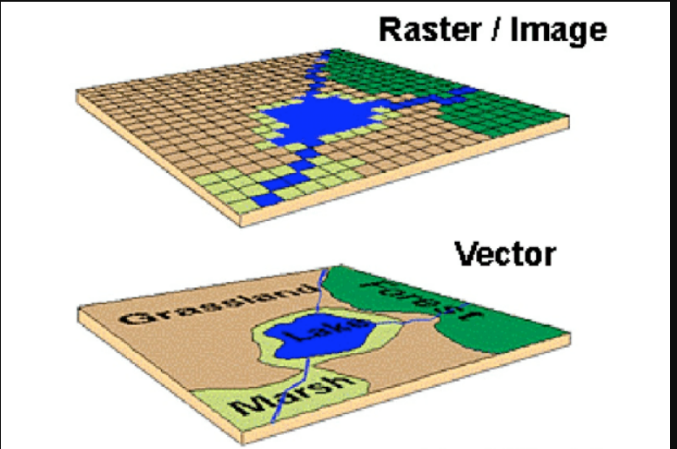 Raster / Image
Vector
Grassland
Forest
Lake
Marsh